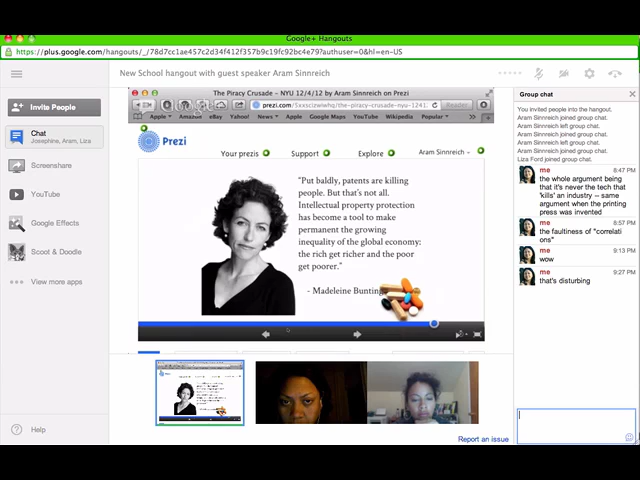 Google+ Hangouts
https://plus.google.com/hangouts/_/78d7cc1ae457c2d34f412f357b9c19fc92bc4e79?authuser=0&hl=en-US
New School hangout with guest speaker Aram Sinnreich
Invite People
Chat
Josephine, Aram, Liza
Screenshare
YouTube
Google Effects
Scoot & Doodle
View more apps
Help
The Piracy Crusade – NYU 12/4/12 by Aram Sinnreich on Prezi
Reader
Apple Amazon eBay Yahoo! News Apple Google Maps YouTube Wikipedia Popular
Prezi
Your prezis Support Explore Aram Sinnreich
"Put baldly, patents are killing
people. But that's not all.
Intellectual property protection
has become a tool to make
permanent the growing
inequality of the global economy:
the rich get richer and the poor
get poorer."
- Madeleine Bunting
Report an issue
Group chat
You invited people into the hangout.
Aram Sinnreich joined group chat.
Aram Sinnreich left group chat.
Aram Sinnreich joined group chat.
Aram Sinnreich left group chat.
Aram Sinnreich joined group chat.
Liza Ford joined group chat.
me 8:47 PM
the whole argument being
that it's never the tech that
'kills' an industry -- same
argument when the printing
press was invented
me 8:57 PM
the faultiness of "correlati
ons"
me 9:13 PM
wow
me 9:27 PM
that's disturbing